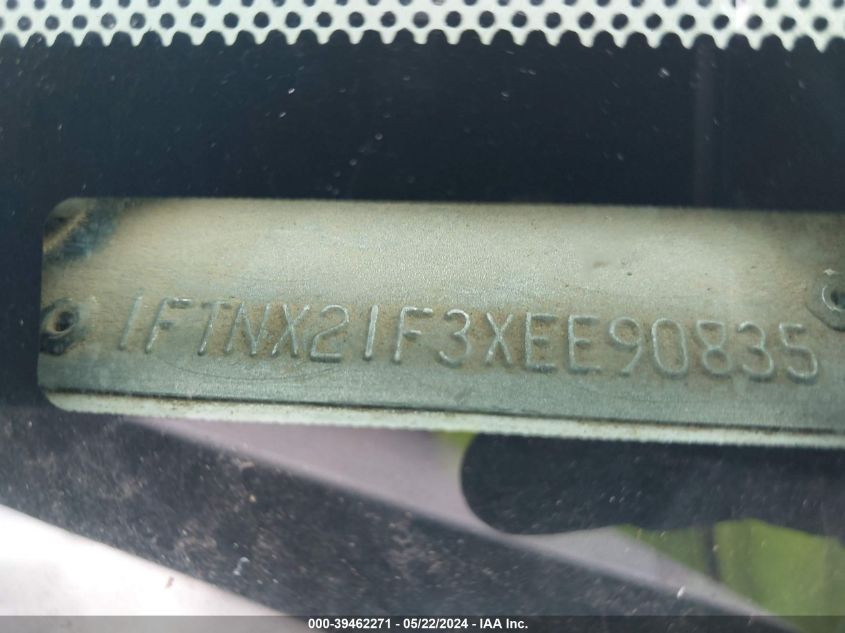 1FTNX21F3XEE90835
000-39462271 - 05/22/2024 - IAA Inc.